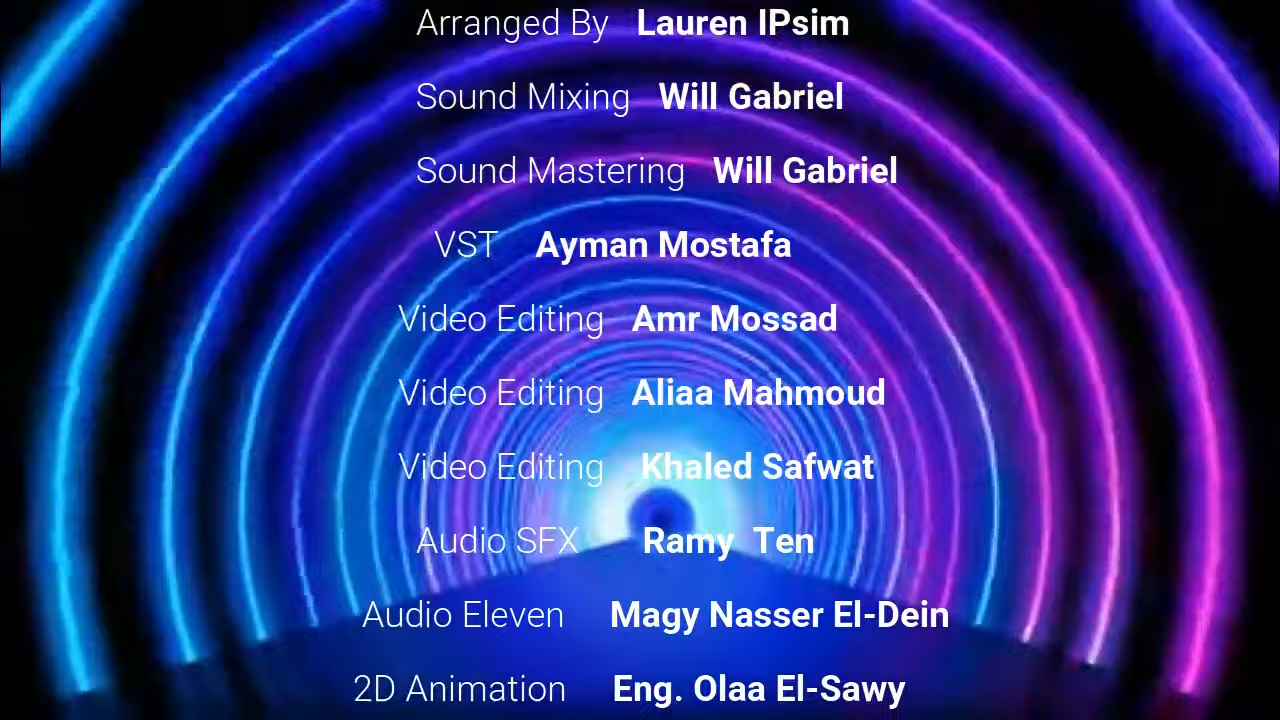 Arranged By Lauren IPsim
Sound Mixing Will Gabriel
Sound Mastering Will Gabriel
VST Ayman Mostafa
Video Editing Amr Mossad
Video Editing Aliaa Mahmoud
Video Editing Khaled Safwat
Audio SFX Ramy Ten
Audio Eleven Magy Nasser El-Dein
2D Animation Eng. Olaa El-Sawy